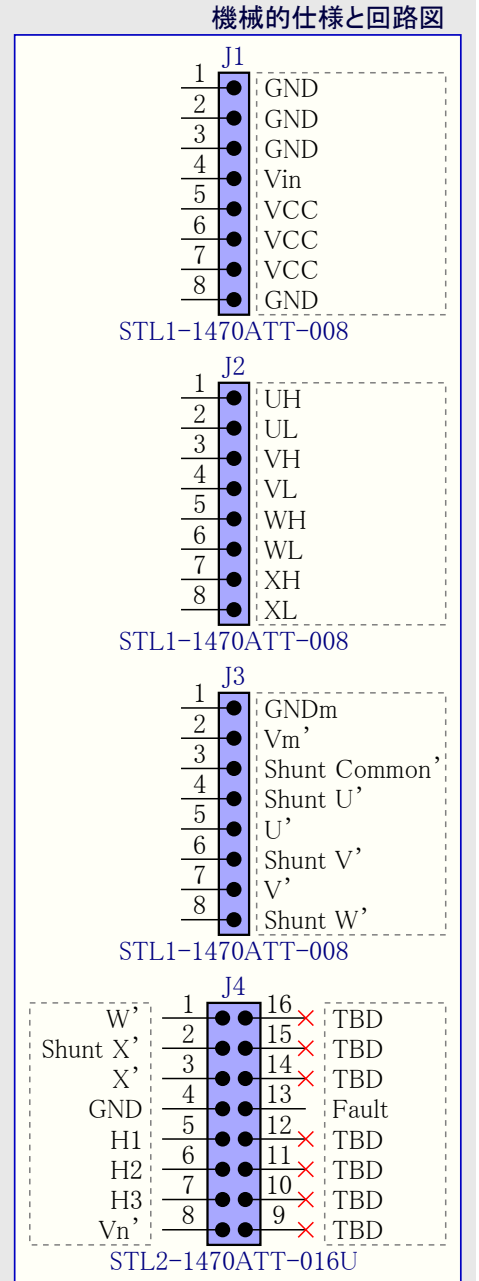 機械的仕様と回路図
J1
1 GND
2 GND
3 GND
4 Vin
5 VCC
6 VCC
7 VCC
8 GND
STL1-1470ATT-008
J2
1 UH
2 UL
3 VH
4 VL
5 WH
6 WL
7 XH
8 XL
STL1-1470ATT-008
J3
1 GNDm
2 Vm’
3 Shunt Common’
4 Shunt U’
5 U’
6 Shunt V’
7 V’
8 Shunt W’
STL1-1470ATT-008
J4
W’ 1 16 TBD
Shunt X’ 2 15 TBD
X’ 3 14 TBD
GND 4 13 Fault
H1 5 12 TBD
H2 6 11 TBD
H3 7 10 TBD
Vn’ 8 9 TBD
STL2-1470ATT-016U